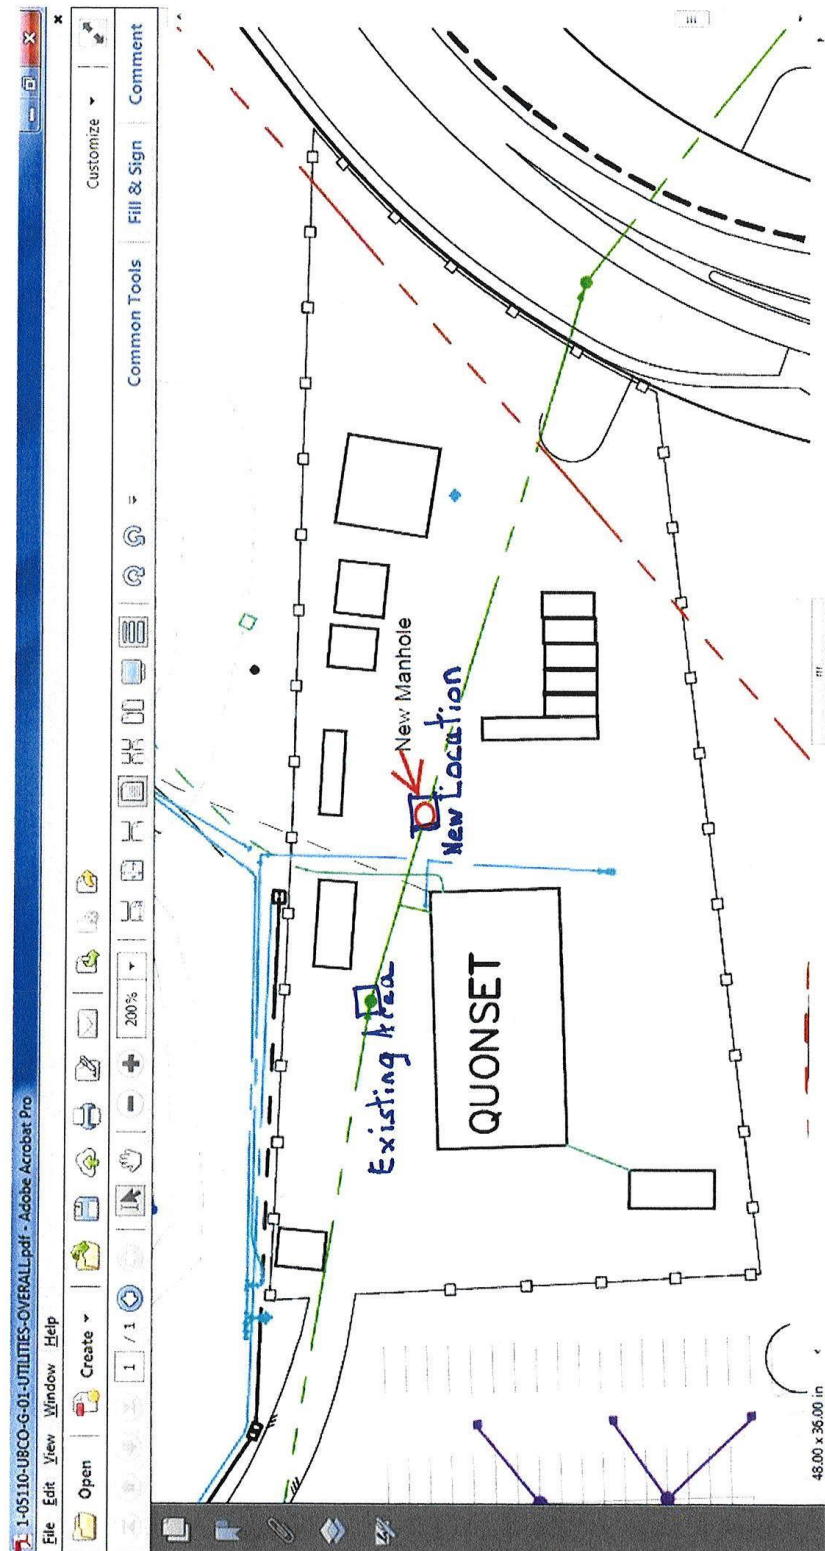 1-05110-UBCO-G-01-UTILITIES-OVERALL.pdf - Adobe Acrobat Pro
File Edit View Window Help
Open
Create
Customize
1 / 1
200%
Common Tools
Fill & Sign
Comment
New Manhole
New Location
Existing Area
QUONSET
48.00 x 36.00 in